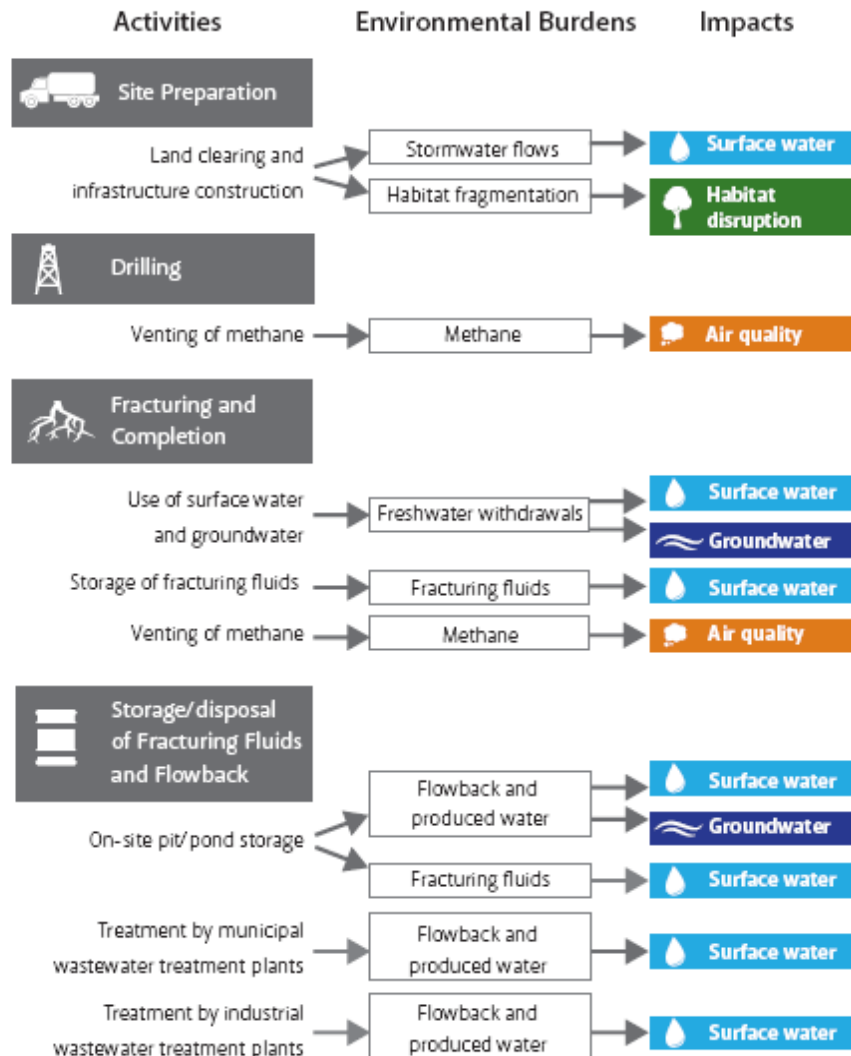 Activities Environmental Burdens Impacts
Site Preparation
Land clearing and
infrastructure construction
Stormwater flows
Surface water
Habitat fragmentation
Habitat
disruption
Drilling
Venting of methane
Methane
Air quality
Fracturing and
Completion
Use of surface water
and groundwater
Freshwater withdrawals
Surface water
Groundwater
Storage of fracturing fluids
Fracturing fluids
Surface water
Venting of methane
Methane
Air quality
Storage/disposal
of Fracturing Fluids
and Flowback
On-site pit/pond storage
Flowback and
produced water
Surface water
Groundwater
Fracturing fluids
Surface water
Treatment by municipal
wastewater treatment plants
Flowback and
produced water
Surface water
Treatment by industrial
wastewater treatment plants
Flowback and
produced water
Surface water